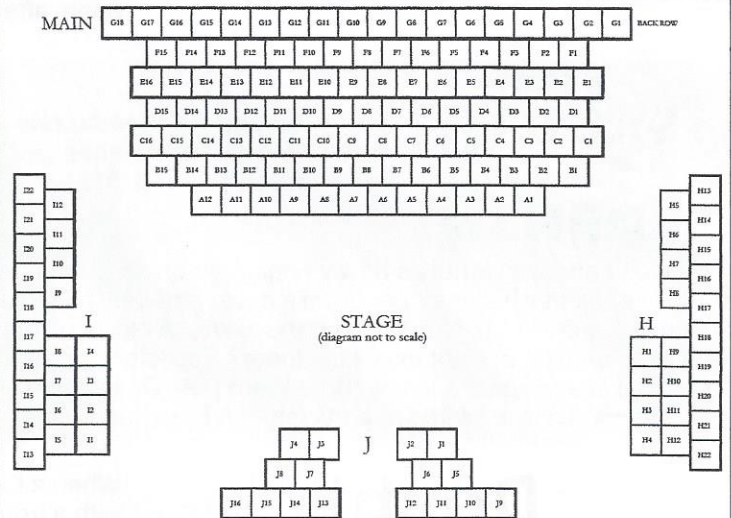 MAIN G18 G17 G16 G15 G14 G13 G12 G11 G10 G9 G8 G7 G6 G5 G4 G3 G2 G1 BACK ROW
F15 F14 F13 F12 F11 F10 F9 F8 F7 F6 F5 F4 F3 F2 F1
E16 E15 E14 E13 E12 E11 E10 E9 E8 E7 E6 E5 E4 E3 E2 E1
D15 D14 D13 D12 D11 D10 D9 D8 D7 D6 D5 D4 D3 D2 D1
C16 C15 C14 C13 C12 C11 C10 C9 C8 C7 C6 C5 C4 C3 C2 C1
B15 B14 B13 B12 B11 B10 B9 B8 B7 B6 B5 B4 B3 B2 B1
A12 A11 A10 A9 A8 A7 A6 A5 A4 A3 A2 A1
I22
I21
I20
I19
I18
I17
I16
I15
I14
I13
I12
I11
I10
I9
I
I8 I4
I7 I3
I6 I2
I5 I1
STAGE
(diagram not to scale)
H5
H6
H7
H8
H
H1 H9
H2 H10
H3 H11
H4 H12
H13
H14
H15
H16
H17
H18
H19
H20
H21
H22
J4 J3 J J2 J1
J8 J7 J6 J5
J16 J15 J14 J13 J12 J11 J10 J9